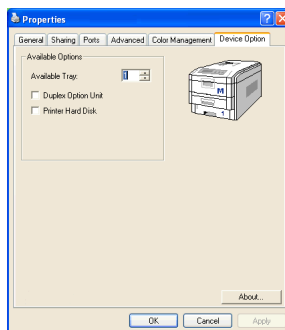 Properties
General Sharing Ports Advanced Color Management Device Option
Available Options
Available Tray: 1
Duplex Option Unit
Printer Hard Disk
M
1
About...
OK Cancel Apply